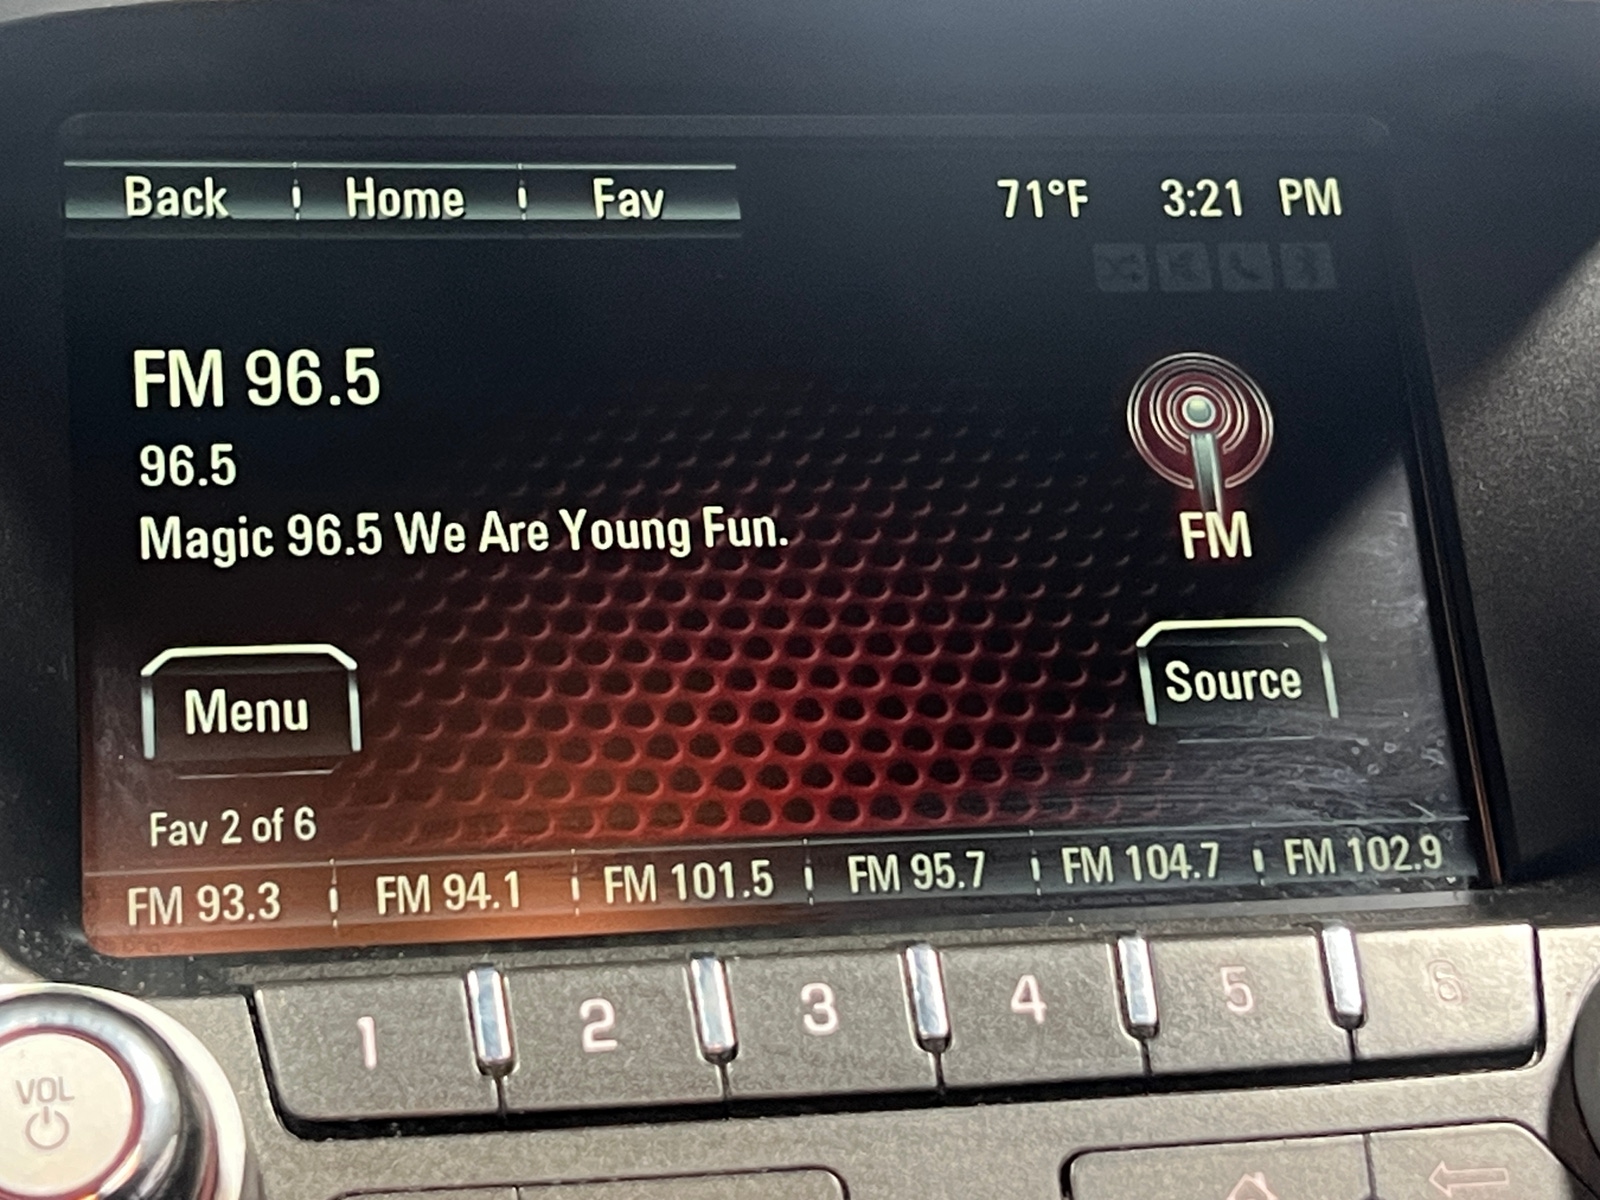 Back Home Fav 71°F 3:21 PM
FM 96.5
96.5
Magic 96.5 We Are Young Fun.
FM
Menu Source
Fav 2 of 6
FM 93.3 FM 94.1 FM 101.5 FM 95.7 FM 104.7 FM 102.9
1 2 3 4 5 6
VOL